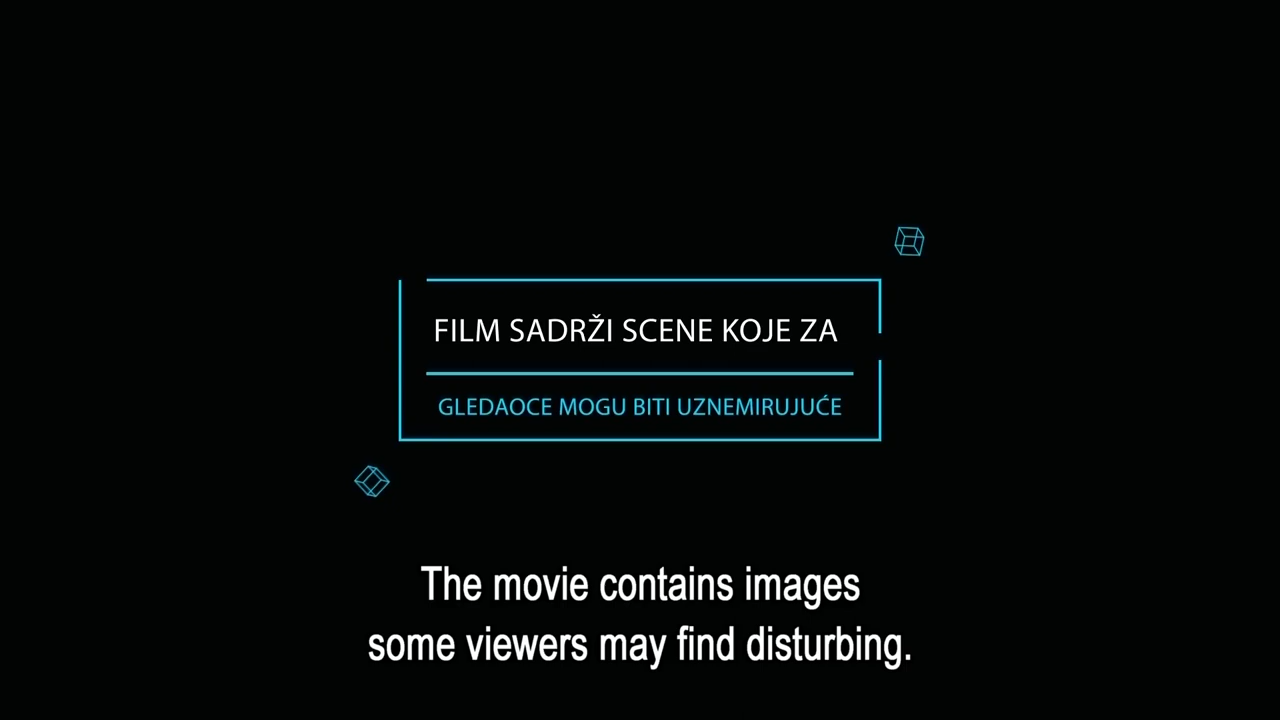 FILM SADRŽI SCENE KOJE ZA
GLEDAOCE MOGU BITI UZNEMIRUJUĆE
The movie contains images
some viewers may find disturbing.